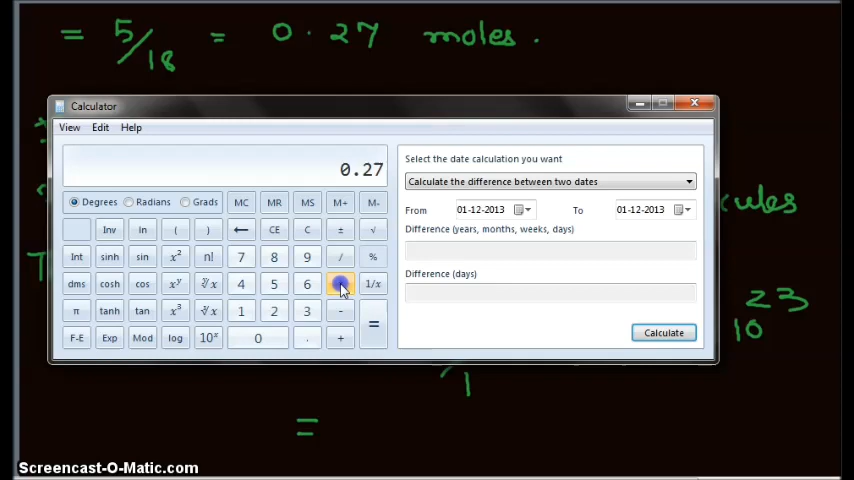 = 5/18 = 0.27 moles.
Calculator
View Edit Help
0.27
Select the date calculation you want
Calculate the difference between two dates
From 01-12-2013 To 01-12-2013
Difference (years, months, weeks, days)
Difference (days)
Calculate
Degrees Radians Grads MC MR MS M+ M-
Inv ln ( ) ← CE C ± √
Int sinh sin x² n! 7 8 9 / %
dms cosh cos xʸ ʸ√x 4 5 6 1/x
π tanh tan x³ ³√x 1 2 3 - =
F-E Exp Mod log 10ˣ 0 . +
cules
10²³
1
=
Screencast-O-Matic.com